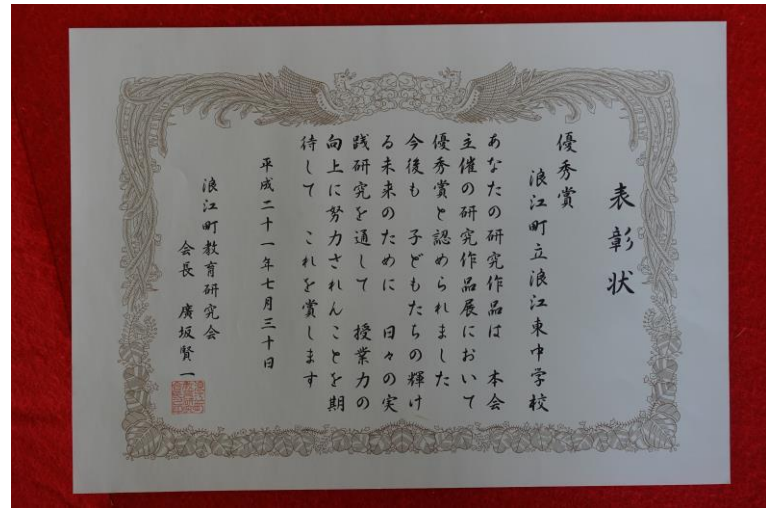 表彰状
優秀賞
浪江町立浪江東中学校
あなたの研究作品は 本会
主催の研究作品展において
優秀賞と認められました
今後も 子どもたちの輝け
る未来のために 日々の実
践研究を通して 授業力の
向上に努力されんことを期
待して これを賞します
平成二十一年七月三十日
浪江町教育研究会
会長 廣坂賢一